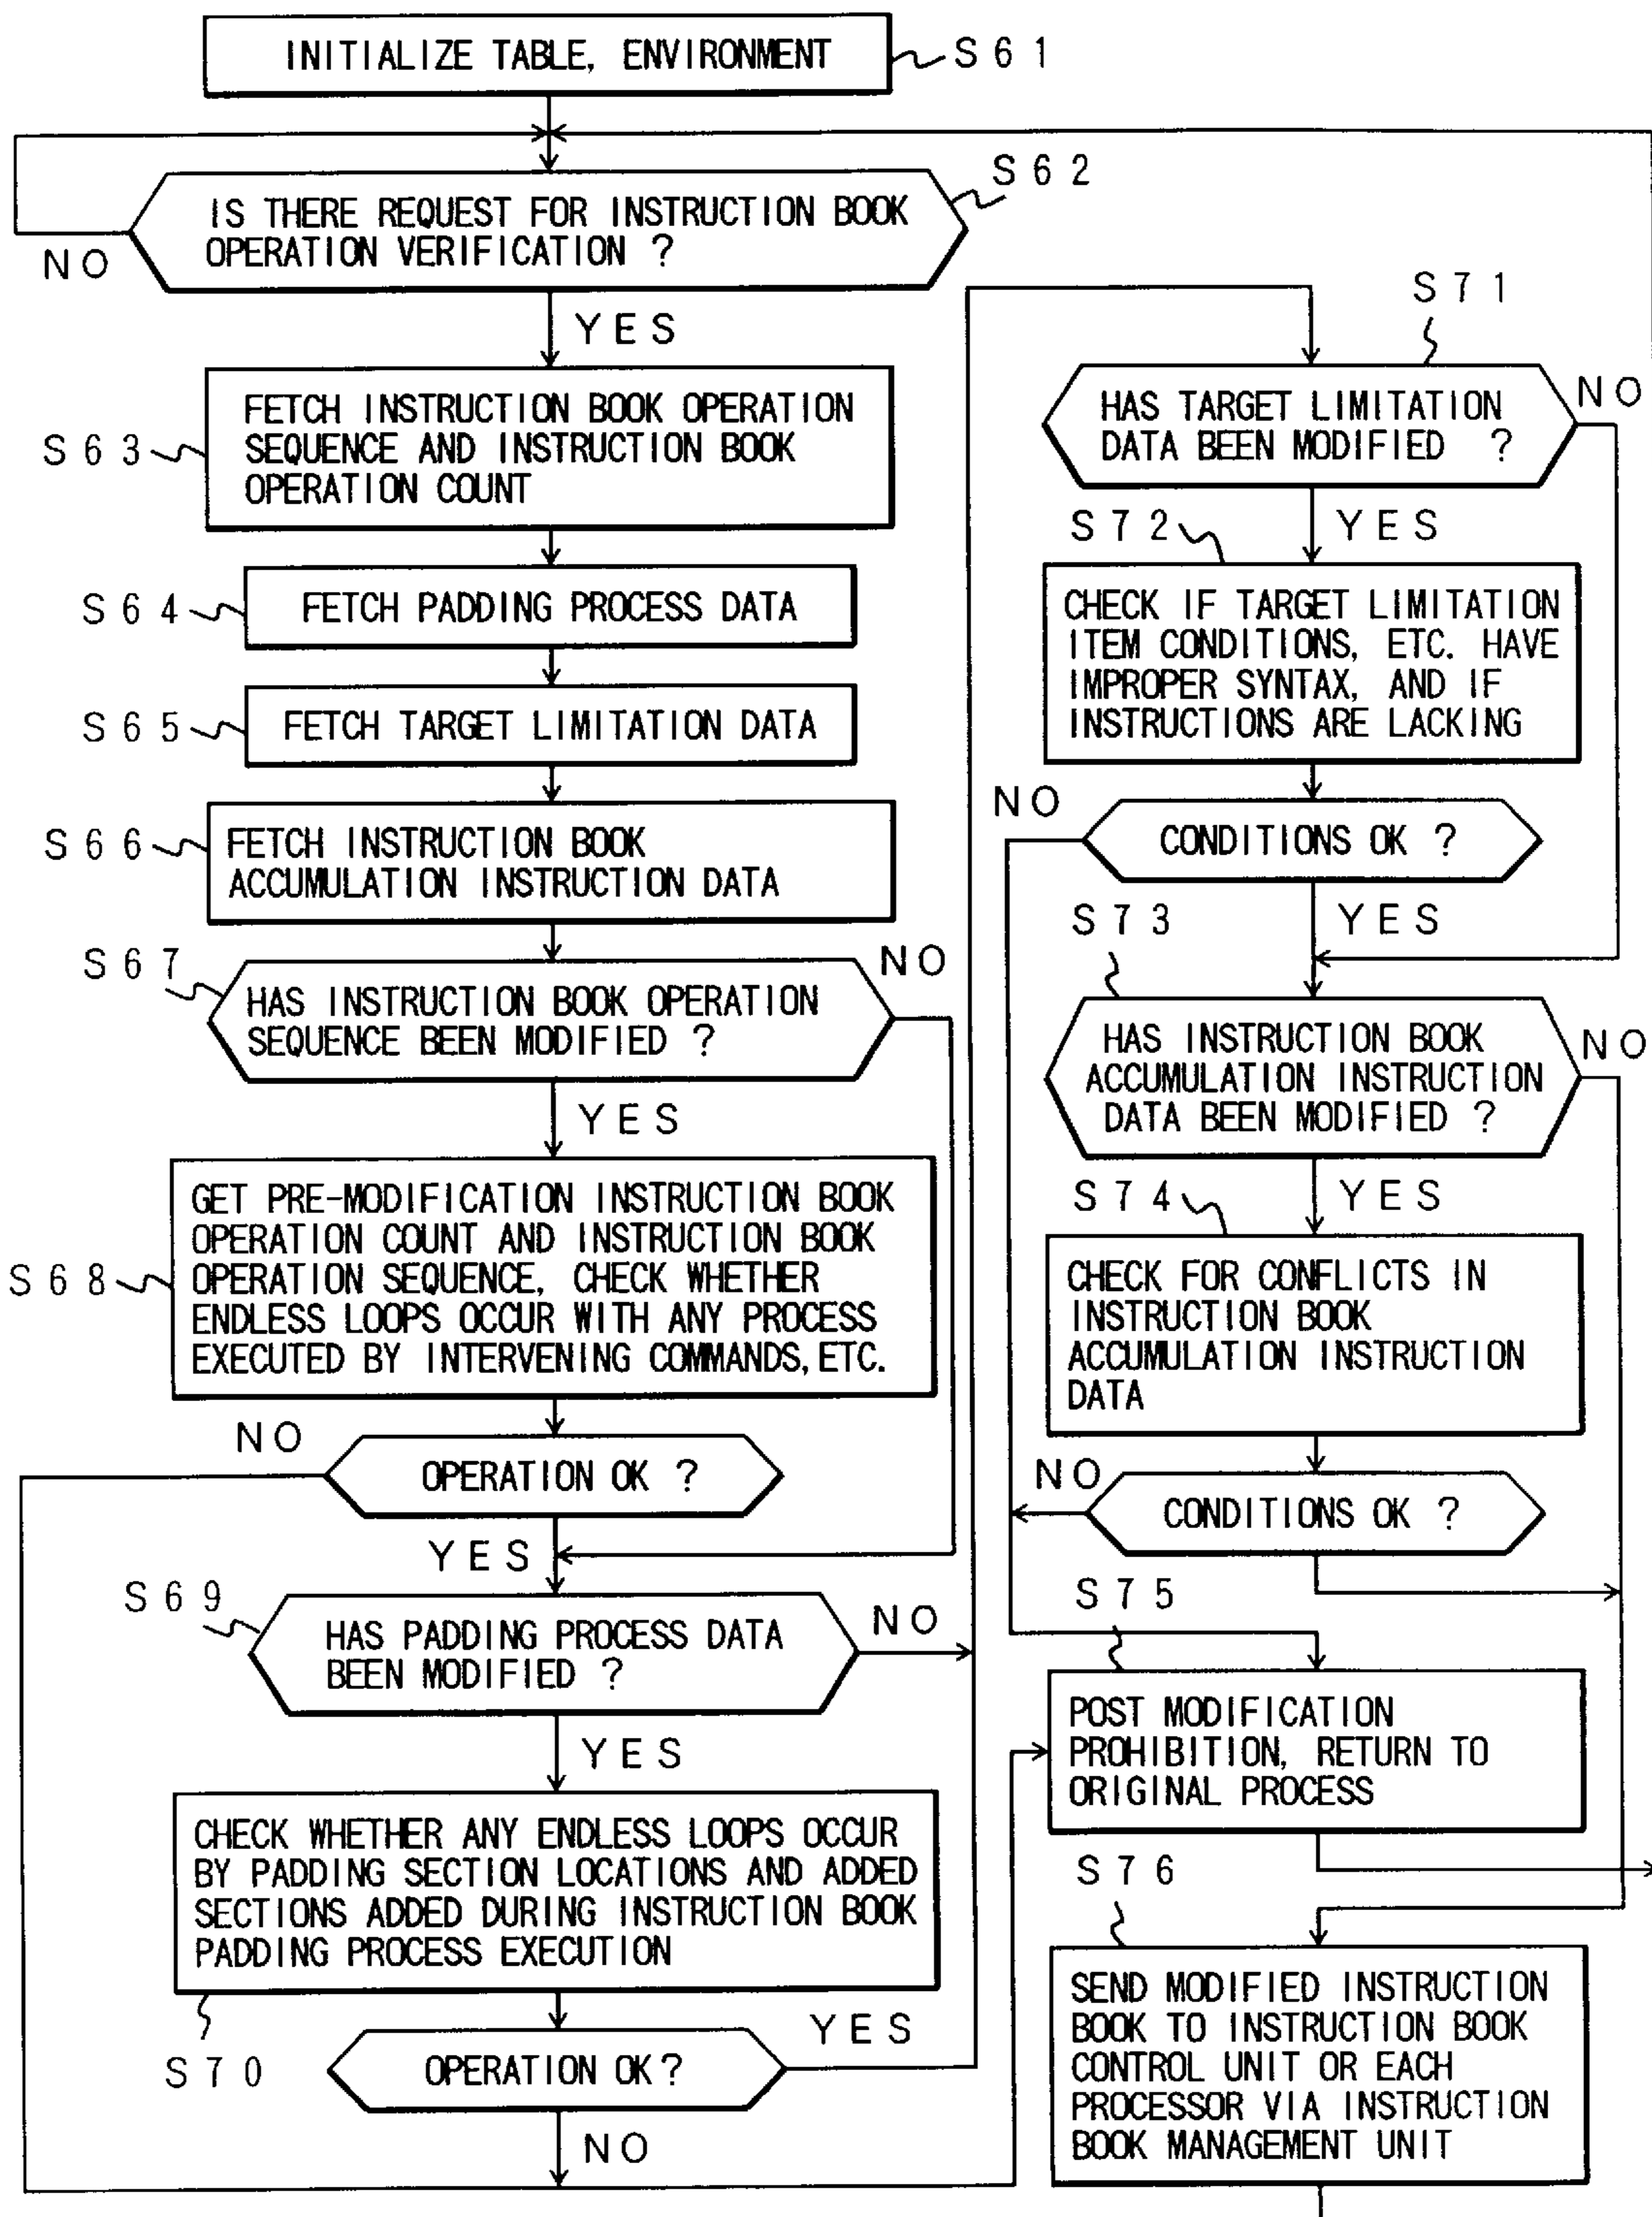 INITIALIZE TABLE, ENVIRONMENT
S61
S62
IS THERE REQUEST FOR INSTRUCTION BOOK
OPERATION VERIFICATION ?
NO
YES
S63
FETCH INSTRUCTION BOOK OPERATION
SEQUENCE AND INSTRUCTION BOOK
OPERATION COUNT
S64
FETCH PADDING PROCESS DATA
S65
FETCH TARGET LIMITATION DATA
S66
FETCH INSTRUCTION BOOK
ACCUMULATION INSTRUCTION DATA
S67
NO
HAS INSTRUCTION BOOK OPERATION
SEQUENCE BEEN MODIFIED ?
YES
S68
GET PRE-MODIFICATION INSTRUCTION BOOK
OPERATION COUNT AND INSTRUCTION BOOK
OPERATION SEQUENCE, CHECK WHETHER
ENDLESS LOOPS OCCUR WITH ANY PROCESS
EXECUTED BY INTERVENING COMMANDS, ETC.
NO
OPERATION OK ?
YES
S69
HAS PADDING PROCESS DATA
BEEN MODIFIED ?
NO
YES
CHECK WHETHER ANY ENDLESS LOOPS OCCUR
BY PADDING SECTION LOCATIONS AND ADDED
SECTIONS ADDED DURING INSTRUCTION BOOK
PADDING PROCESS EXECUTION
S70
YES
OPERATION OK?
NO
S71
HAS TARGET LIMITATION
DATA BEEN MODIFIED ?
NO
S72
YES
CHECK IF TARGET LIMITATION
ITEM CONDITIONS, ETC. HAVE
IMPROPER SYNTAX, AND IF
INSTRUCTIONS ARE LACKING
NO
CONDITIONS OK ?
S73
YES
HAS INSTRUCTION BOOK
ACCUMULATION INSTRUCTION
DATA BEEN MODIFIED ?
NO
S74
YES
CHECK FOR CONFLICTS IN
INSTRUCTION BOOK
ACCUMULATION INSTRUCTION
DATA
NO
CONDITIONS OK ?
S75
POST MODIFICATION
PROHIBITION, RETURN TO
ORIGINAL PROCESS
S76
SEND MODIFIED INSTRUCTION
BOOK TO INSTRUCTION BOOK
CONTROL UNIT OR EACH
PROCESSOR VIA INSTRUCTION
BOOK MANAGEMENT UNIT